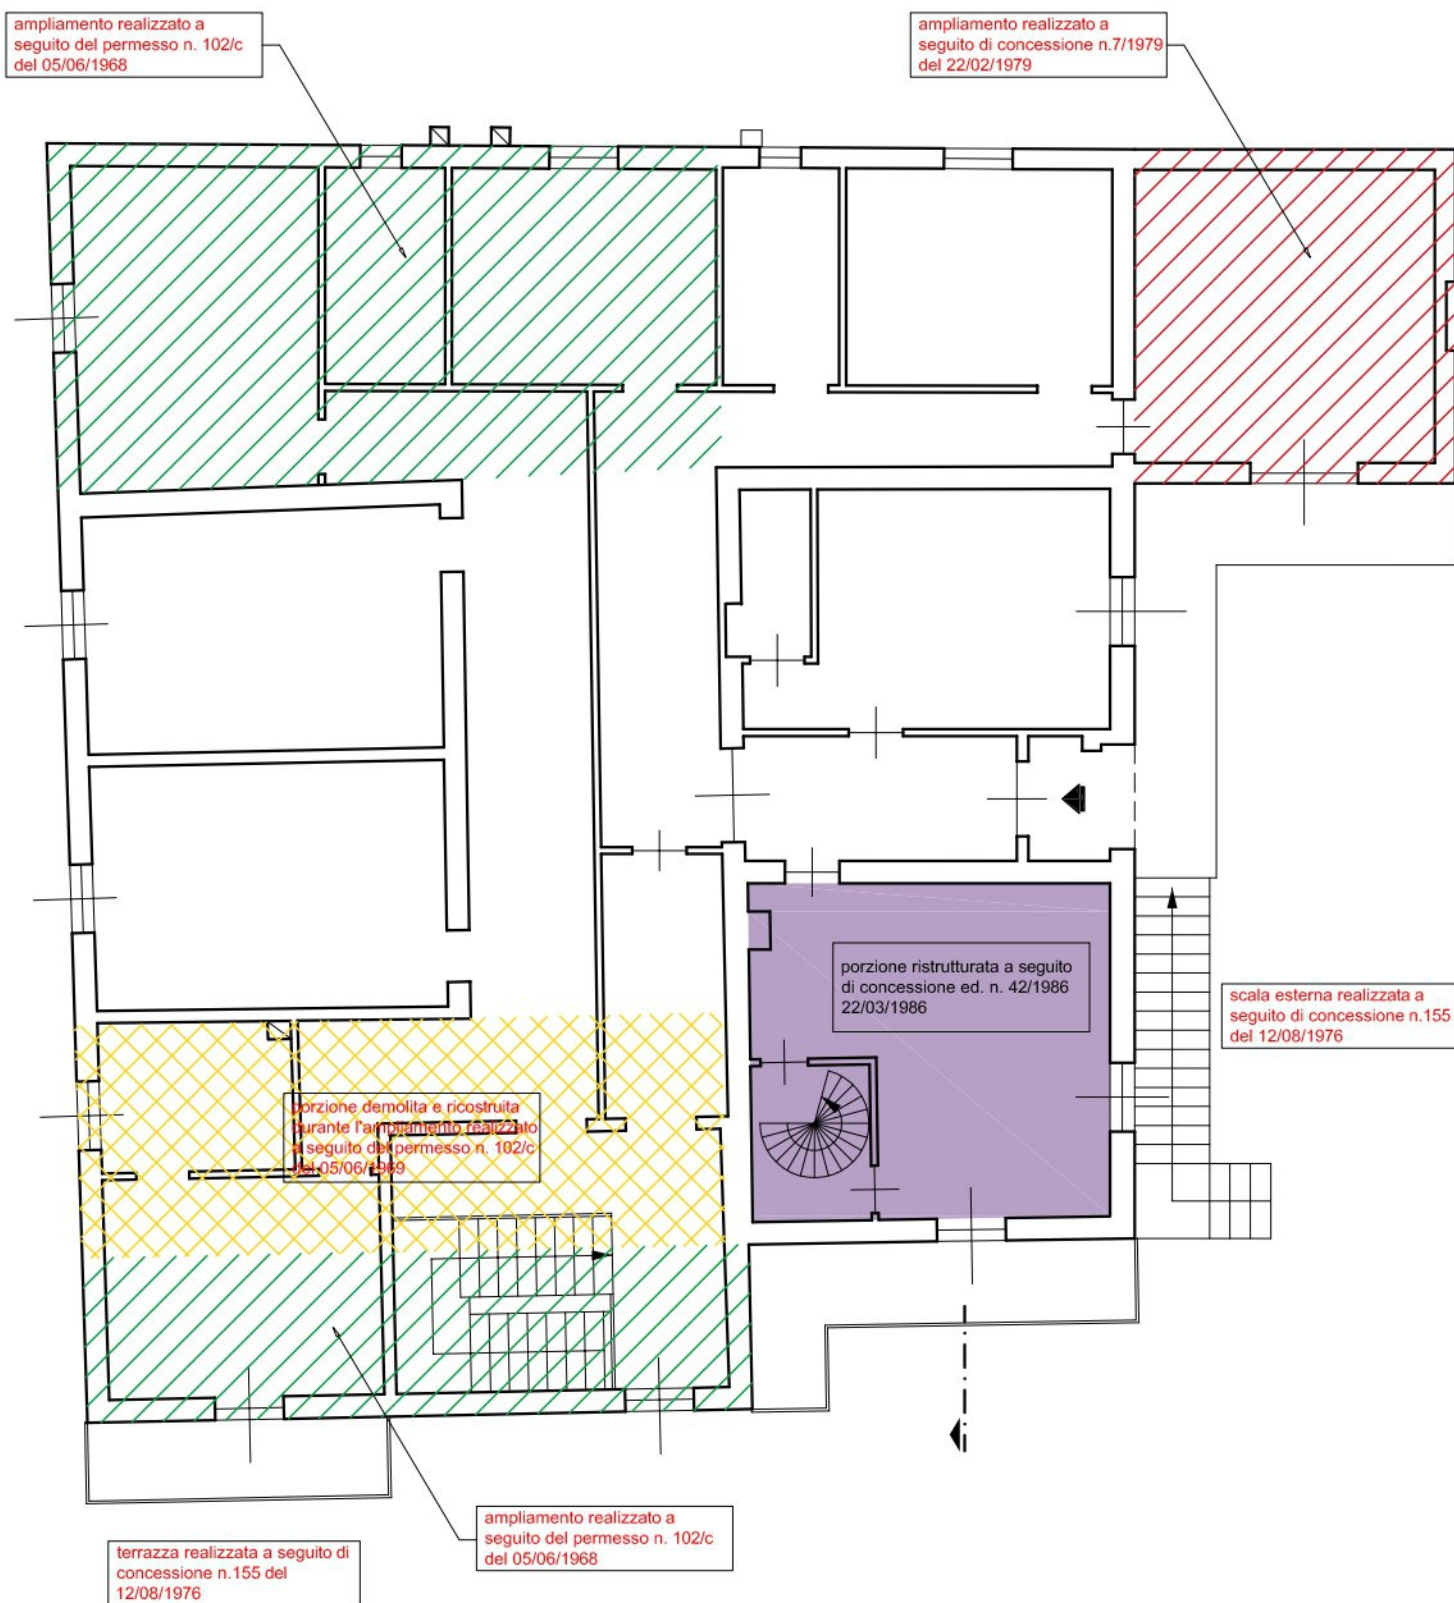 ampliamento realizzato a
seguito del permesso n. 102/c
del 05/06/1968
ampliamento realizzato a
seguito di concessione n.7/1979
del 22/02/1979
porzione ristrutturata a seguito
di concessione ed. n. 42/1986
22/03/1986
scala esterna realizzata a
seguito di concessione n.155
del 12/08/1976
porzione demolita e ricostruita
durante l'ampliamento realizzato
a seguito del permesso n. 102/c
del 05/06/1969
ampliamento realizzato a
seguito del permesso n. 102/c
del 05/06/1968
terrazza realizzata a seguito di
concessione n.155 del
12/08/1976